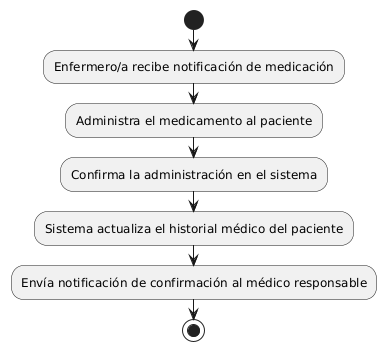 Enfermero/a recibe notificación de medicación
Administra el medicamento al paciente
Confirma la administración en el sistema
Sistema actualiza el historial médico del paciente
Envía notificación de confirmación al médico responsable